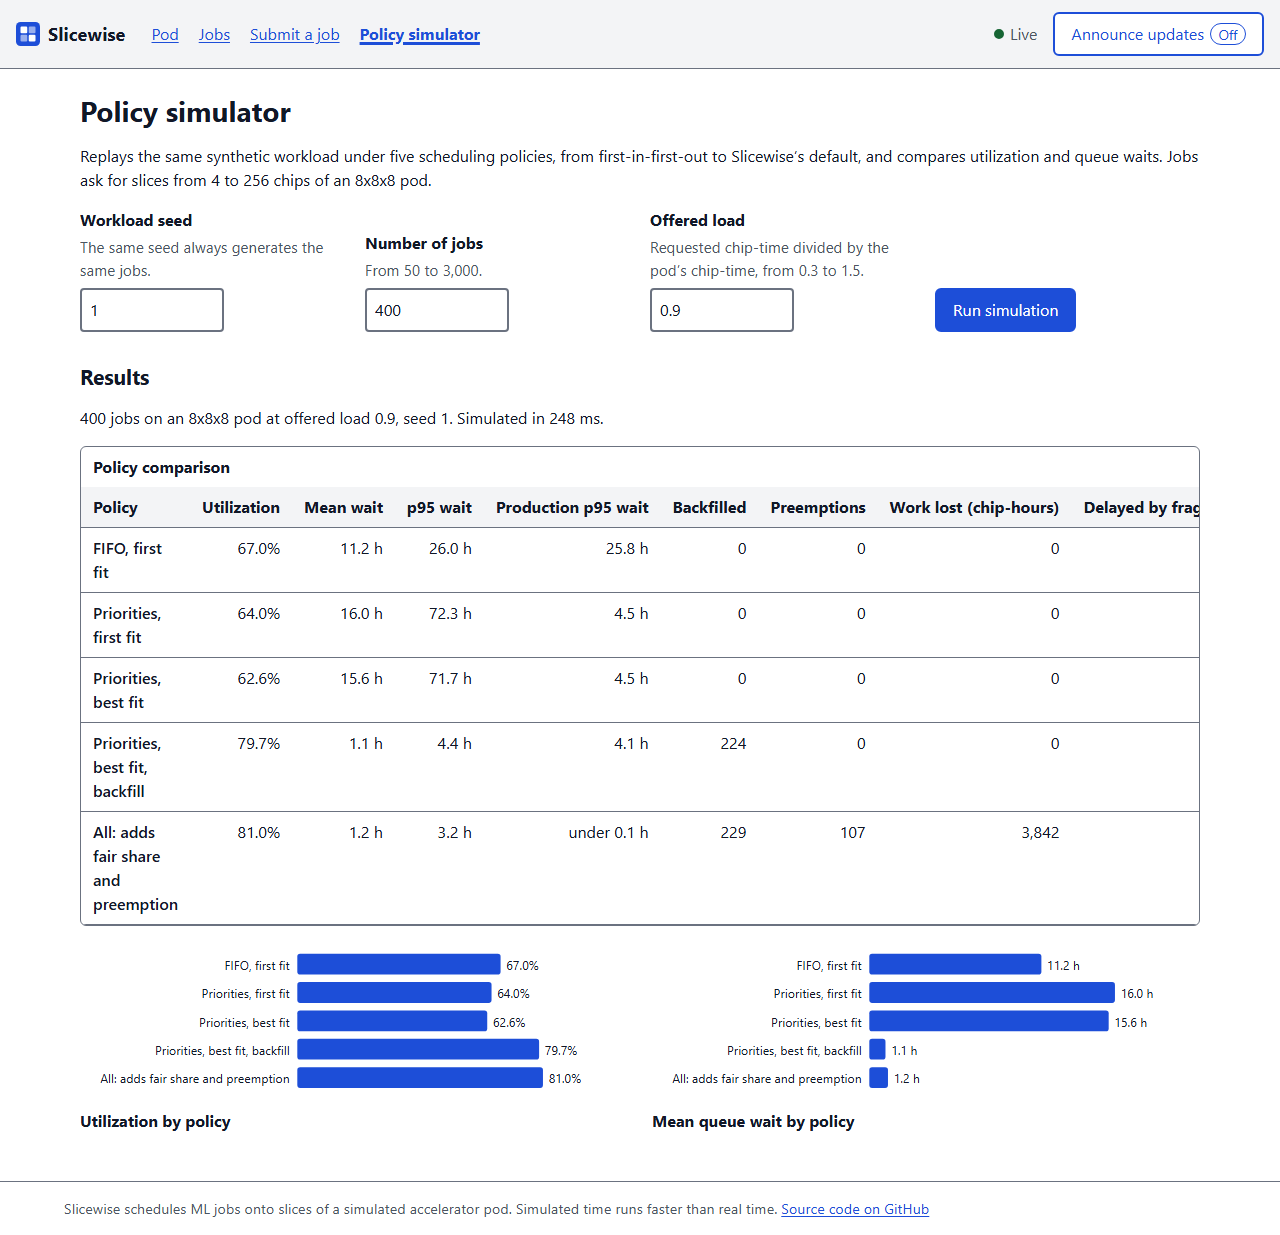 Slicewise Pod Jobs Submit a job Policy simulator Live Announce updates Off
Policy simulator
Replays the same synthetic workload under five scheduling policies, from first-in-first-out to Slicewise’s default, and compares utilization and queue waits. Jobs
ask for slices from 4 to 256 chips of an 8x8x8 pod.
Workload seed
The same seed always generates the
same jobs.
1
Number of jobs
From 50 to 3,000.
400
Offered load
Requested chip-time divided by the
pod’s chip-time, from 0.3 to 1.5.
0.9
Run simulation
Results
400 jobs on an 8x8x8 pod at offered load 0.9, seed 1. Simulated in 248 ms.
Policy comparison
Policy Utilization Mean wait p95 wait Production p95 wait Backfilled Preemptions Work lost (chip-hours) Delayed by frag
FIFO, first 67.0% 11.2 h 26.0 h 25.8 h 0 0 0
fit
Priorities, 64.0% 16.0 h 72.3 h 4.5 h 0 0 0
first fit
Priorities, 62.6% 15.6 h 71.7 h 4.5 h 0 0 0
best fit
Priorities, 79.7% 1.1 h 4.4 h 4.1 h 224 0 0
best fit,
backfill
All: adds 81.0% 1.2 h 3.2 h under 0.1 h 229 107 3,842
fair share
and
preemption
FIFO, first fit 67.0%
Priorities, first fit 64.0%
Priorities, best fit 62.6%
Priorities, best fit, backfill 79.7%
All: adds fair share and preemption 81.0%
Utilization by policy
FIFO, first fit 11.2 h
Priorities, first fit 16.0 h
Priorities, best fit 15.6 h
Priorities, best fit, backfill 1.1 h
All: adds fair share and preemption 1.2 h
Mean queue wait by policy
Slicewise schedules ML jobs onto slices of a simulated accelerator pod. Simulated time runs faster than real time. Source code on GitHub